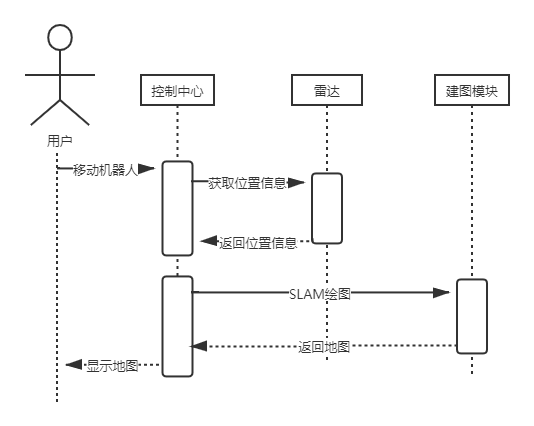 控制中心
雷达
建图模块
用户
移动机器人
获取位置信息
返回位置信息
SLAM绘图
返回地图
显示地图